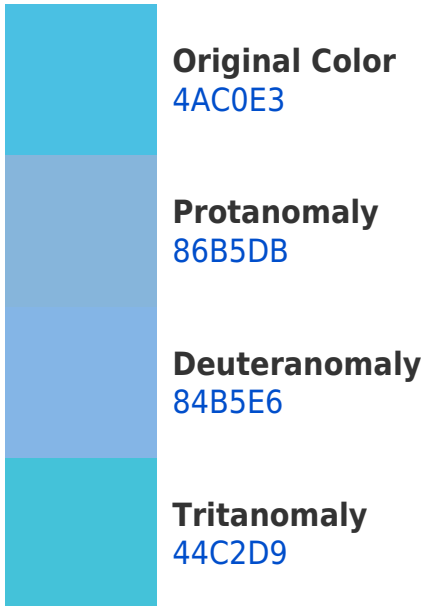 Original Color
4AC0E3
Protanomaly
86B5DB
Deuteranomaly
84B5E6
Tritanomaly
44C2D9